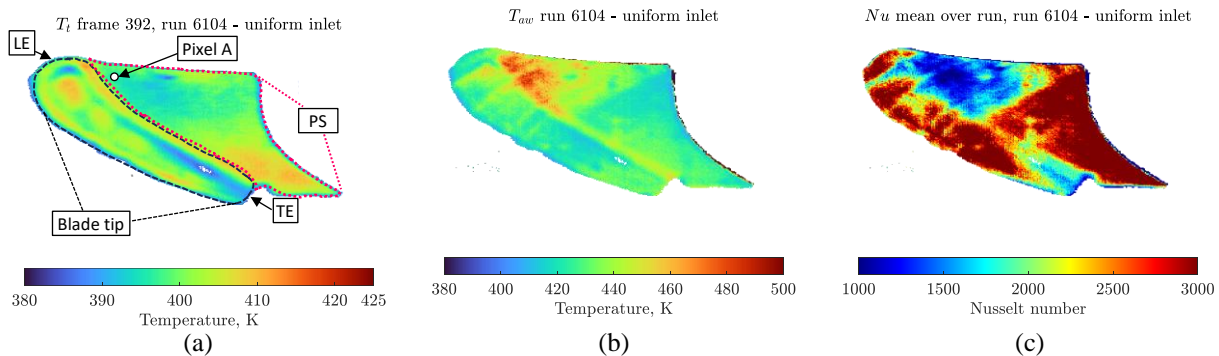 T_t frame 392, run 6104 - uniform inlet
LE
Pixel A
PS
Blade tip
TE
380 390 400 410 420 425
Temperature, K
(a)
T_aw run 6104 - uniform inlet
380 400 420 440 460 480 500
Temperature, K
(b)
Nu mean over run, run 6104 - uniform inlet
1000 1500 2000 2500 3000
Nusselt number
(c)